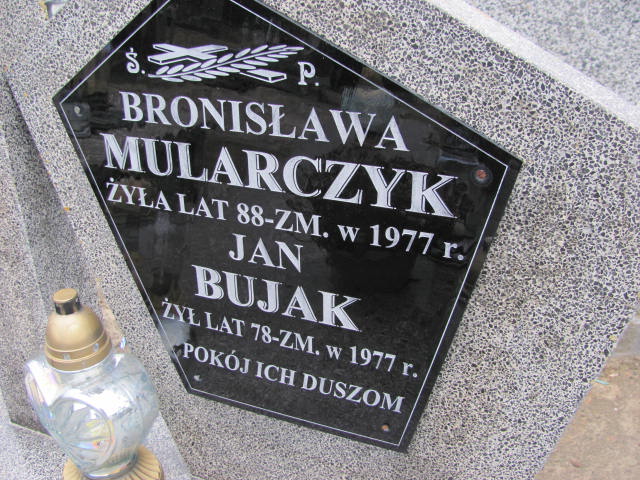 Ś. P.
BRONISŁAWA
MULARCZYK
ŻYŁA LAT 88-ZM. w 1977 r.
JAN
BUJAK
ŻYŁ LAT 78-ZM. w 1977 r.
POKÓJ ICH DUSZOM